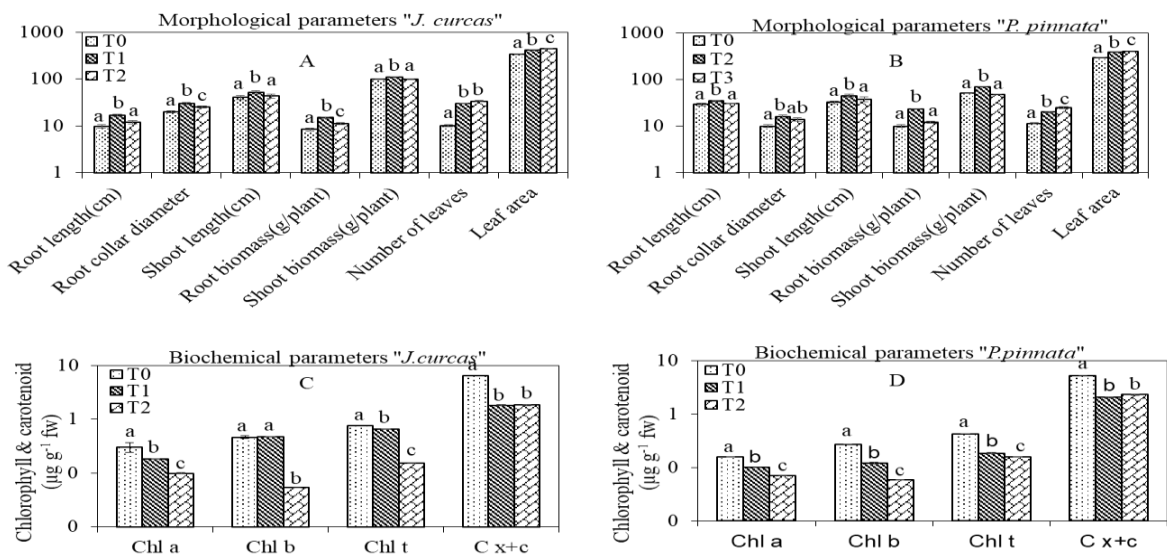 Morphological parameters "J. curcas"
1000
100
10
1
T0
T1
T2
A
a b a
a b c
a b a
a b c
a b a
a b b
a b c
Root length(cm)
Root collar diameter
Shoot length(cm)
Root biomass(g/plant)
Shoot biomass(g/plant)
Number of leaves
Leaf area
Morphological parameters "P. pinnata"
1000
100
10
1
T0
T2
T3
B
a b a
a b ab
a b a
a b a
a b a
a b c
a b c
Root length(cm)
Root collar diameter
Shoot length(cm)
Root biomass(g/plant)
Shoot biomass(g/plant)
Number of leaves
Leaf area
Biochemical parameters "J.curcas"
Chlorophyll & carotenoid
(µg g-1 fw)
10
1
0
0
T0
T1
T2
C
a b c
a a b
a b c
a b b
Chl a
Chl b
Chl t
C x+c
Biochemical parameters "P.pinnata"
Chlorophyll & carotenoid
(µg g-1 fw)
10
1
0
0
T0
T1
T2
D
a b c
a b c
a b c
a b b
Chl a
Chl b
Chl t
C x+c